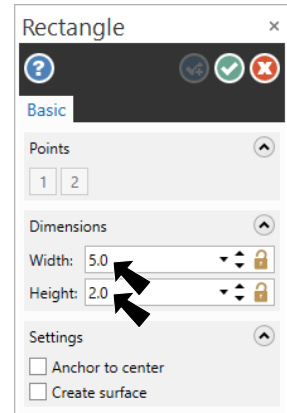 Rectangle
Basic
Points
1 2
Dimensions
Width: 5.0
Height: 2.0
Settings
Anchor to center
Create surface